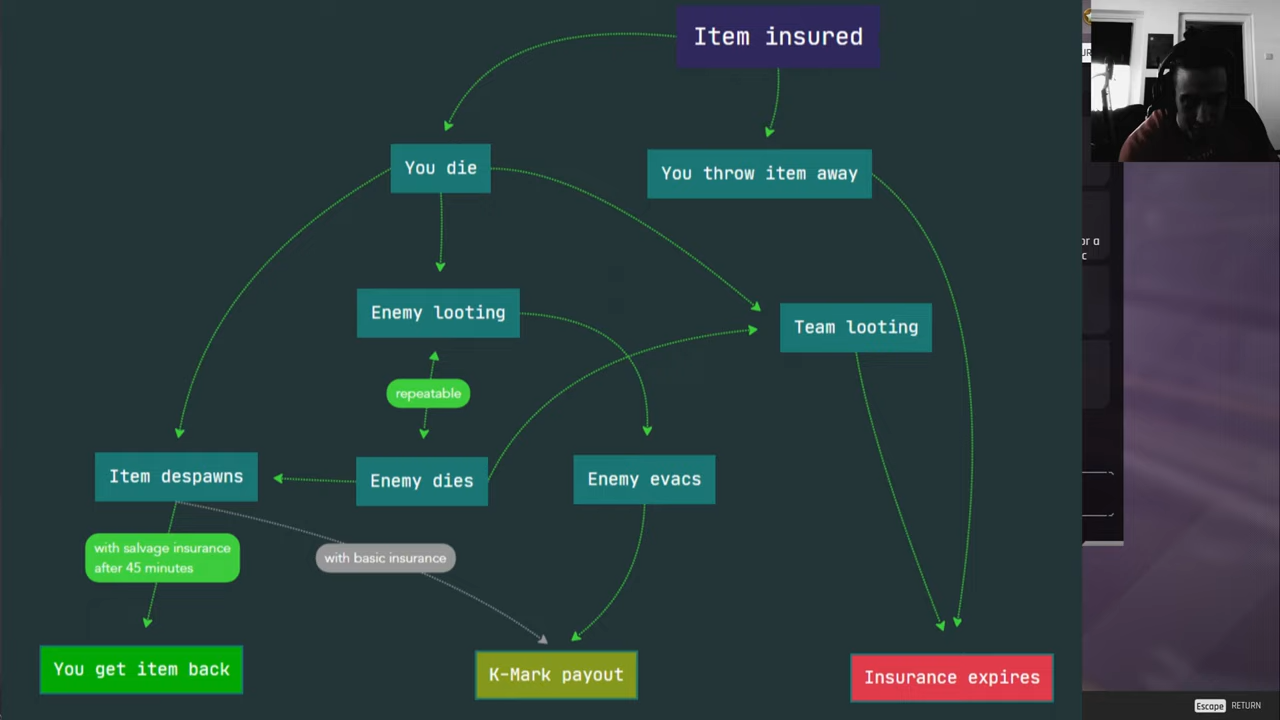 Item insured
You die
You throw item away
or a
c
Enemy looting
Team looting
repeatable
Item despawns
Enemy dies
Enemy evacs
with salvage insurance
after 45 minutes
with basic insurance
You get item back
K-Mark payout
Insurance expires
Escape RETURN